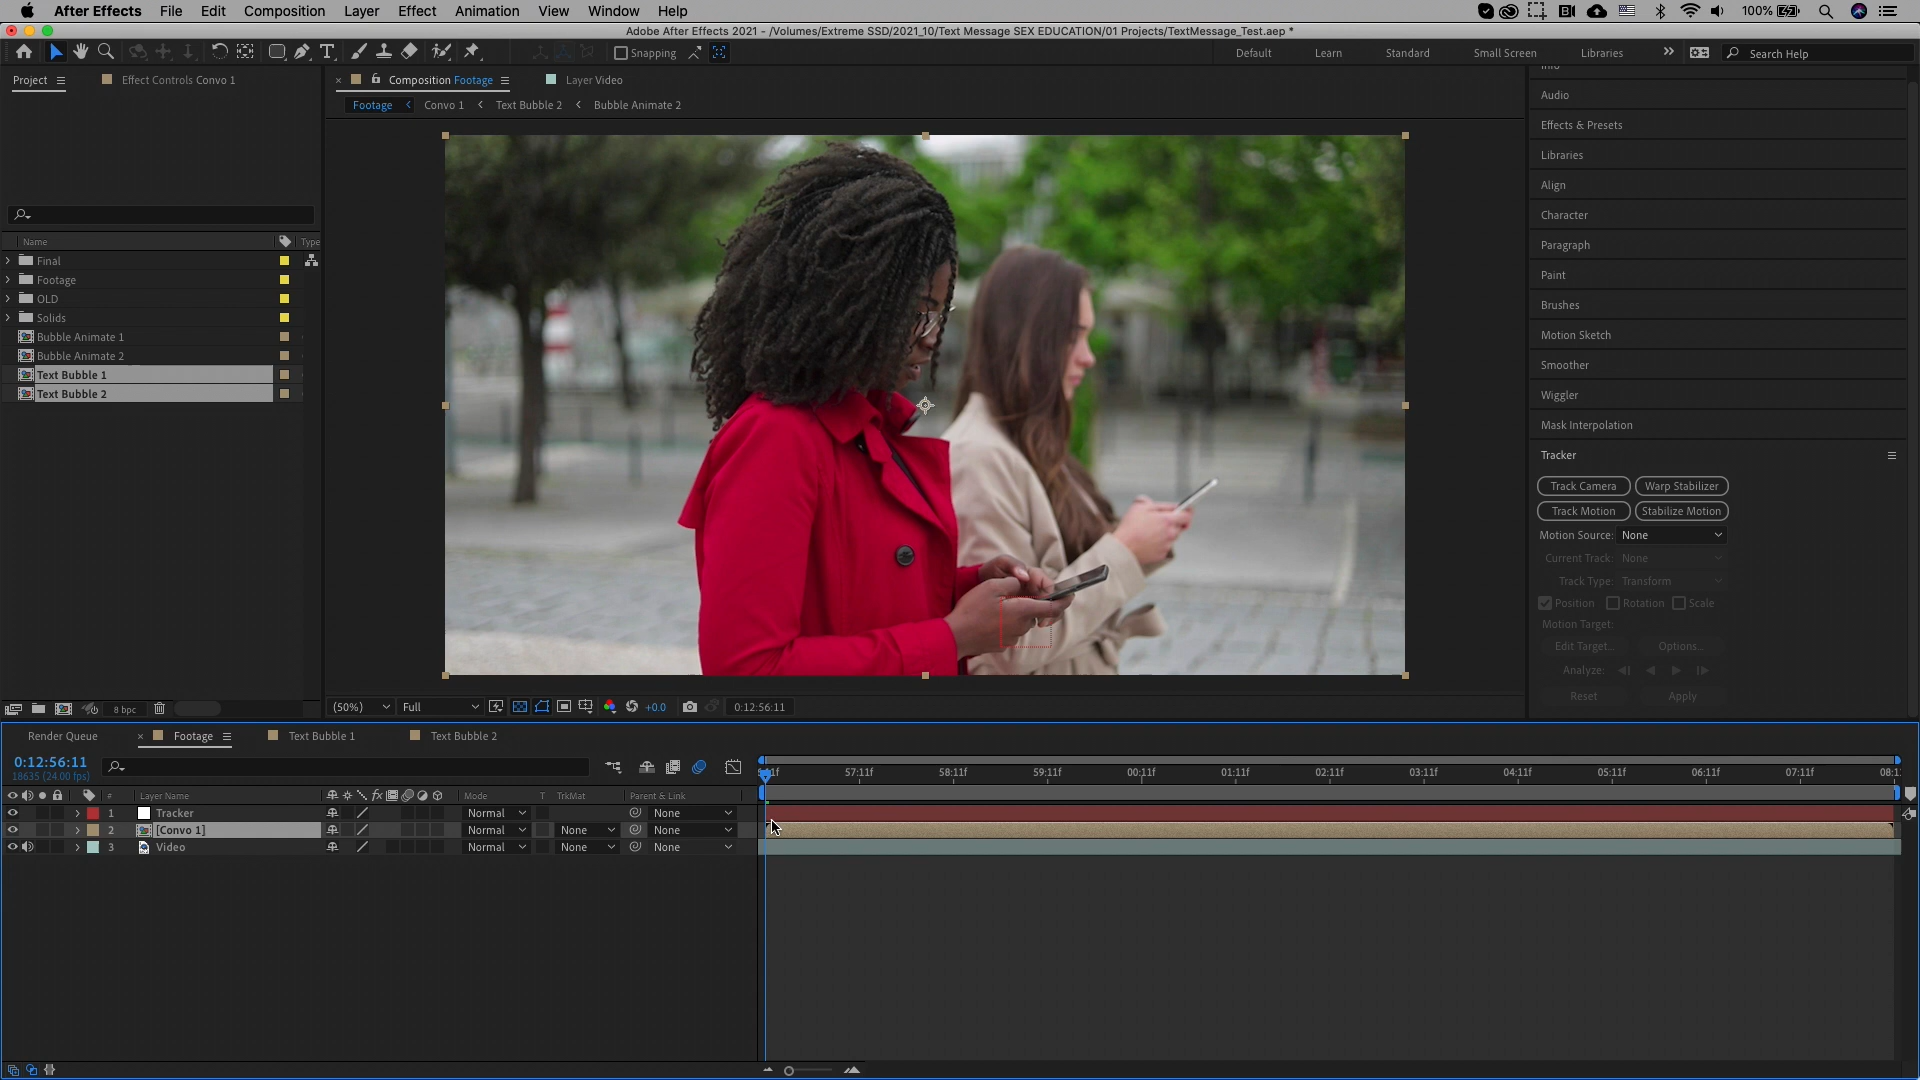 After Effects File Edit Composition Layer Effect Animation View Window Help 100%
Adobe After Effects 2021 - /Volumes/Extreme SSD/2021_10/Text Message SEX EDUCATION/01 Projects/TextMessage_Test.aep *
Snapping Default Learn Standard Small Screen Libraries Search Help
Project Effect Controls Convo 1
Composition Footage Layer Video
Footage Convo 1 Text Bubble 2 Bubble Animate 2
Name Type
Final
Footage
OLD
Solids
Bubble Animate 1
Bubble Animate 2
Text Bubble 1
Text Bubble 2
8 bpc
(50%) Full +0.0 0:12:56:11
Info
Audio
Effects & Presets
Libraries
Align
Character
Paragraph
Paint
Brushes
Motion Sketch
Smoother
Wiggler
Mask Interpolation
Tracker
Track Camera Warp Stabilizer
Track Motion Stabilize Motion
Motion Source: None
Current Track: None
Track Type: Transform
Position Rotation Scale
Motion Target:
Edit Target... Options...
Analyze:
Reset Apply
Render Queue Footage Text Bubble 1 Text Bubble 2
0:12:56:11
18635 (24.00 fps)
57:11f 58:11f 59:11f 00:11f 01:11f 02:11f 03:11f 04:11f 05:11f 06:11f 07:11f
# Layer Name fx Mode T TrkMat Parent & Link
1 Tracker Normal None
2 [Convo 1] Normal None None
3 Video Normal None None